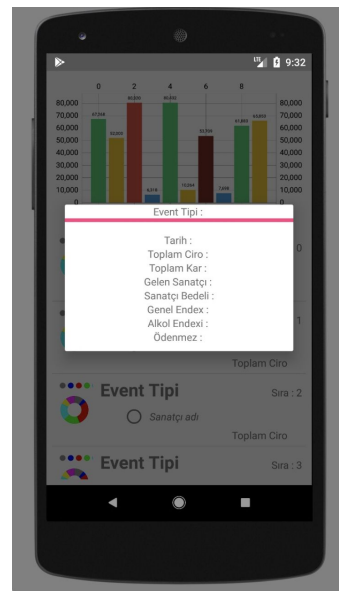 LTE 9:32
0 2 4 6 8
80,000 80,000
70,000 70,000
60,000 60,000
50,000 50,000
40,000 40,000
30,000 30,000
20,000 20,000
10,000 10,000
0
Event Tipi :
Tarih :
Toplam Ciro :
Toplam Kar :
Gelen Sanatçı :
Sanatçı Bedeli :
Genel Endex :
Alkol Endexi :
Ödenmez :
0
1
Toplam Ciro
Event Tipi Sıra : 2
Sanatçı adı
Toplam Ciro
Event Tipi Sıra : 3